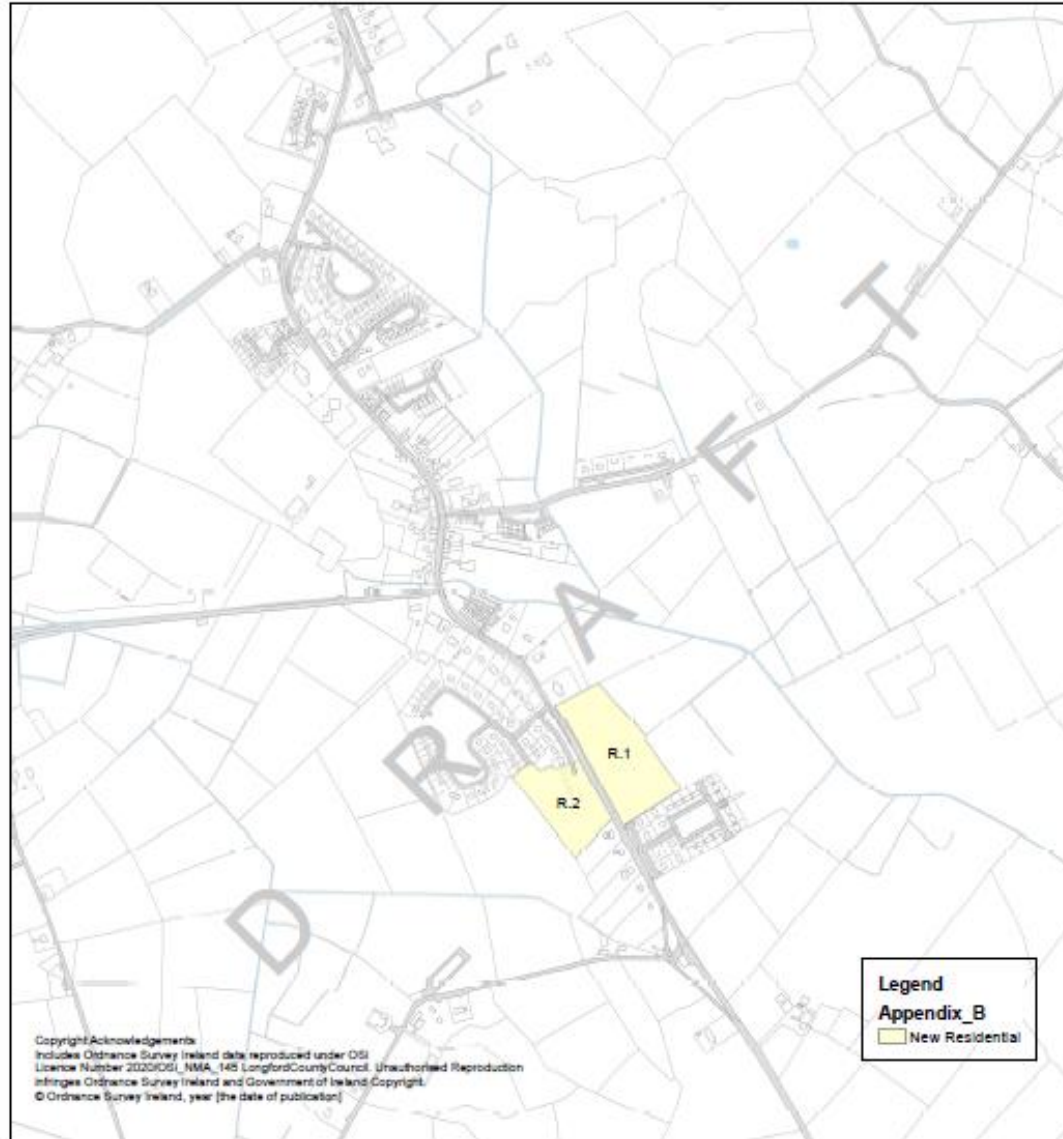 DRAFT
R.1
R.2
Legend
Appendix_B
New Residential
Copyright Acknowledgements
Includes Ordnance Survey Ireland data reproduced under OSi
Licence Number 2020/OSi_NMA_145 LongfordCountyCouncil. Unauthorised Reproduction
infringes Ordnance Survey Ireland and Government of Ireland Copyright.
© Ordnance Survey Ireland, year [the date of publication]